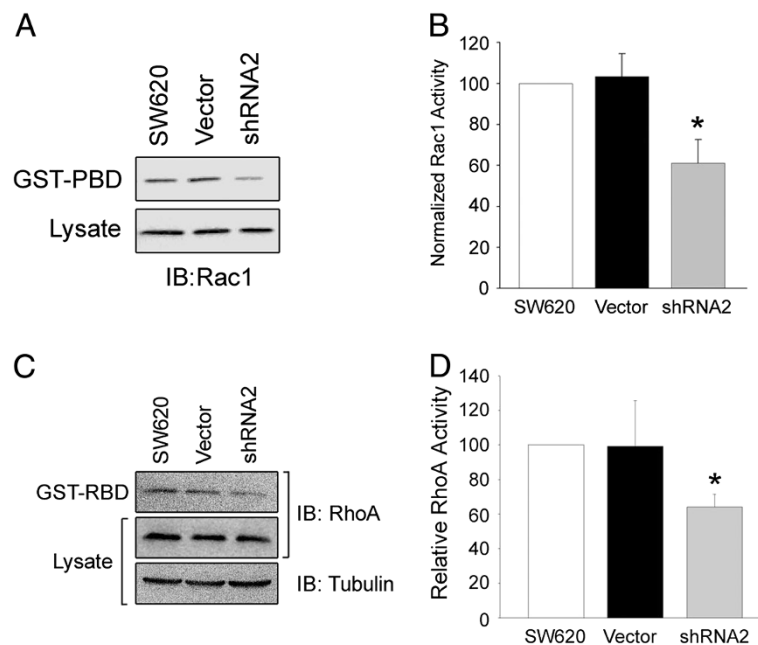 A
SW620
Vector
shRNA2
GST-PBD
Lysate
IB:Rac1
B
Normalized Rac1 Activity
120
100
80
60
40
20
0
*
SW620 Vector shRNA2
C
SW620
Vector
shRNA2
GST-RBD
Lysate
IB: RhoA
IB: Tubulin
D
Relative RhoA Activity
140
120
100
80
60
40
20
0
*
SW620 Vector shRNA2